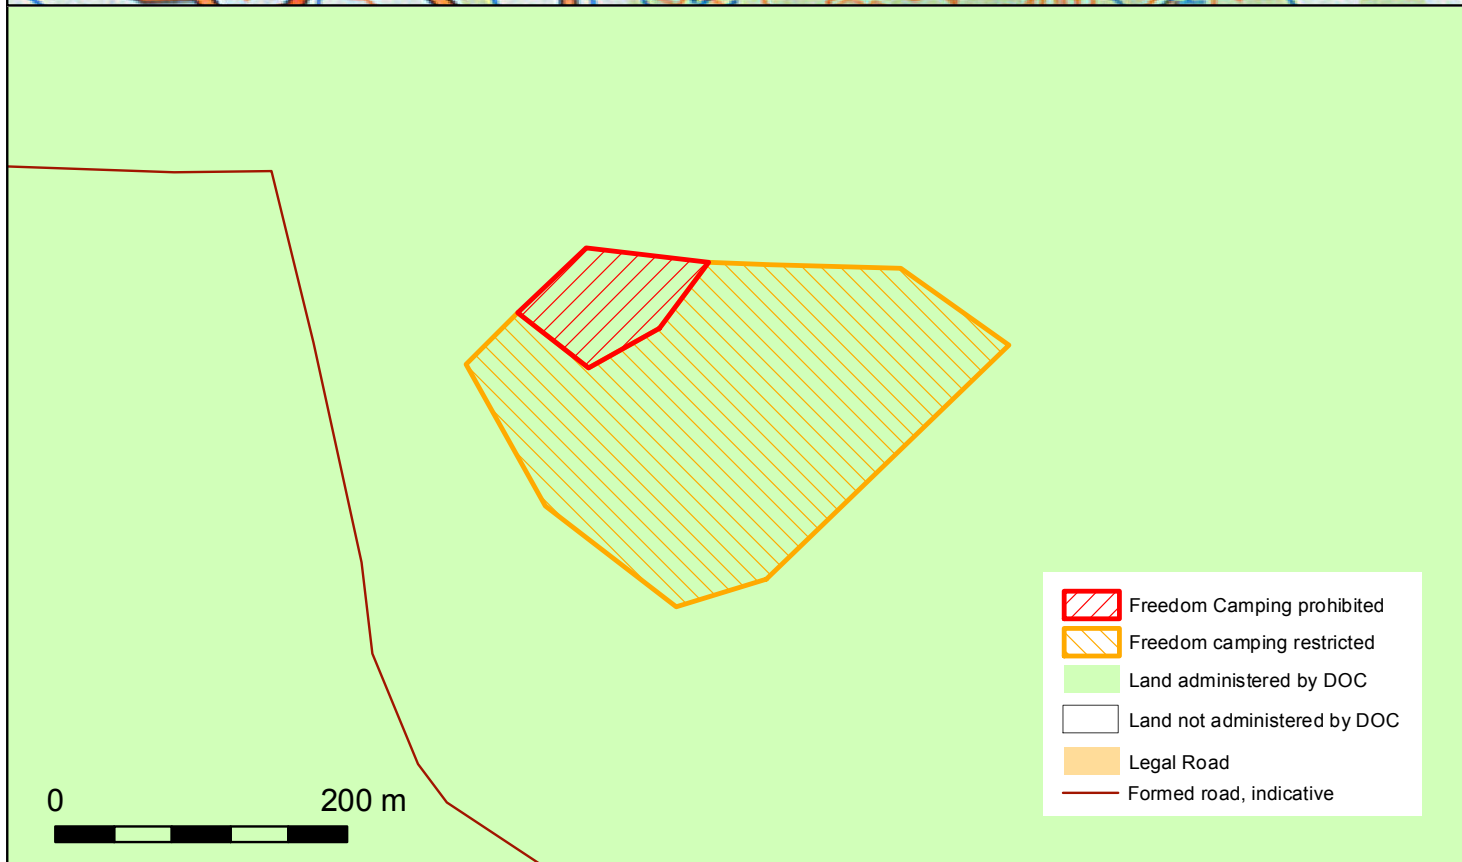 Freedom Camping prohibited
Freedom camping restricted
Land administered by DOC
Land not administered by DOC
Legal Road
Formed road, indicative
0 200 m